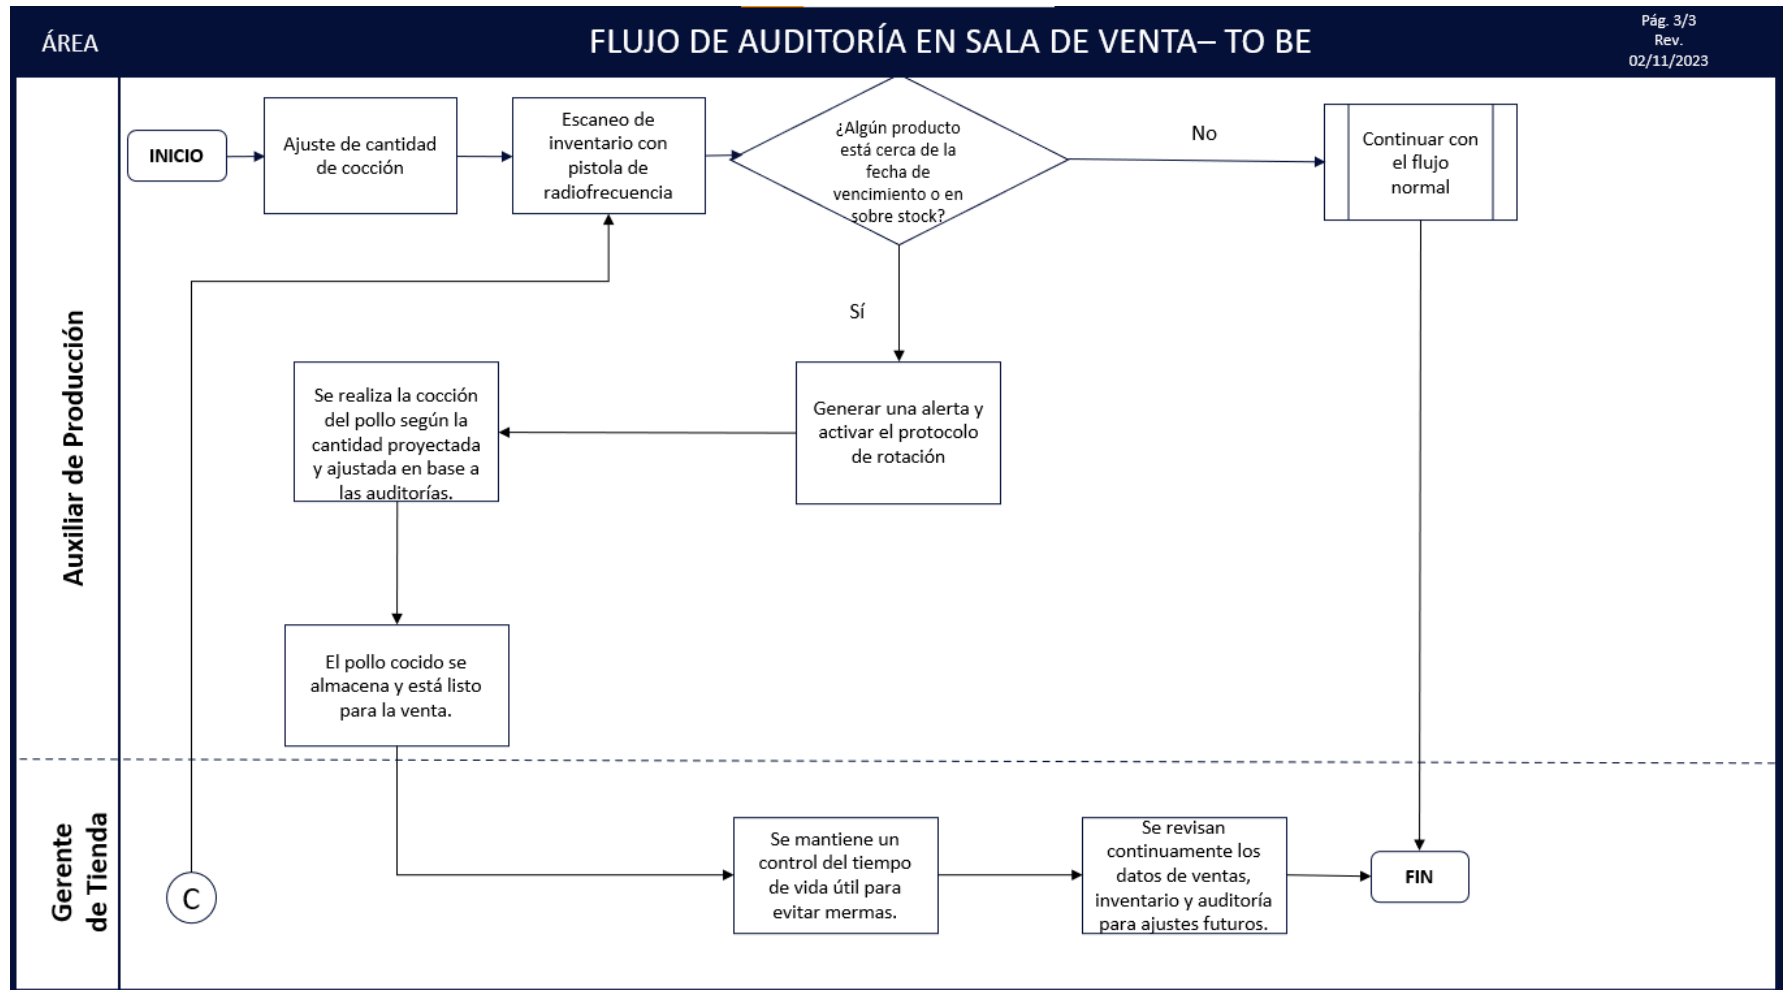 ÁREA
FLUJO DE AUDITORÍA EN SALA DE VENTA– TO BE
Pág. 3/3
Rev.
02/11/2023
Auxiliar de Producción
INICIO
Ajuste de cantidad
de cocción
Escaneo de
inventario con
pistola de
radiofrecuencia
¿Algún producto
está cerca de la
fecha de
vencimiento o en
sobre stock?
No
Continuar con
el flujo
normal
Sí
Se realiza la cocción
del pollo según la
cantidad proyectada
y ajustada en base a
las auditorías.
Generar una alerta y
activar el protocolo
de rotación
El pollo cocido se
almacena y está listo
para la venta.
Gerente
de Tienda
C
Se mantiene un
control del tiempo
de vida útil para
evitar mermas.
Se revisan
continuamente los
datos de ventas,
inventario y auditoría
para ajustes futuros.
FIN